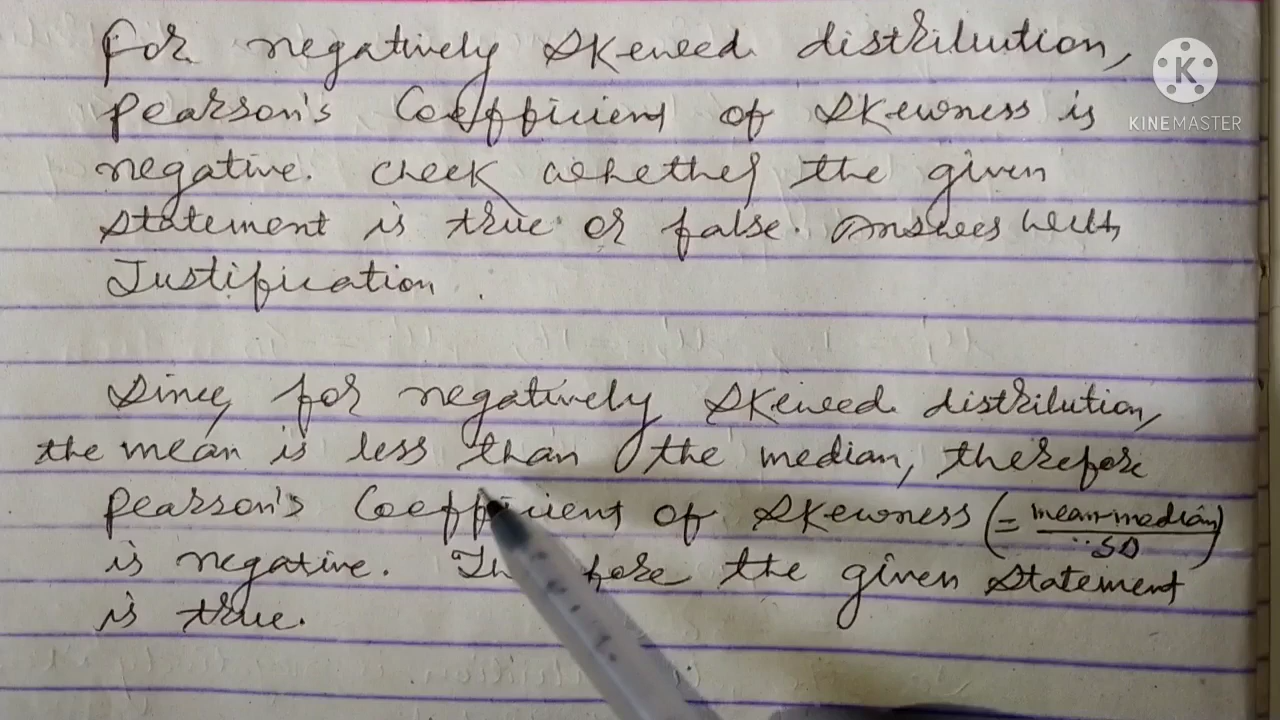 For negatively skewed distribution,
pearson's Coefficient of skewness is
negative. check whether the given
statement is true or false. Answer with
Justification.
Since for negatively skewed distribution,
the mean is less than the median, therefore
pearson's Coefficient of skewness (= mean-median / SD)
is negative. the given statement
is true.
K
KINEMASTER